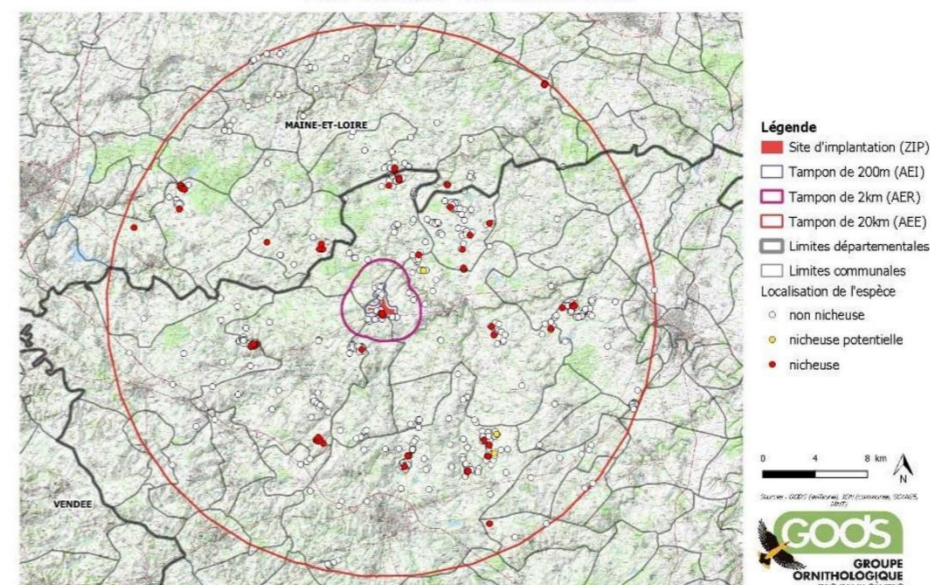 MAINE-ET-LOIRE
VENDEE
Légende
Site d'implantation (ZIP)
Tampon de 200m (AEI)
Tampon de 2km (AER)
Tampon de 20km (AEE)
Limites départementales
Limites communales
Localisation de l'espèce
non nicheuse
nicheuse potentielle
nicheuse
0 4 8 km
N
GODS
GROUPE
ORNITHOLOGIQUE